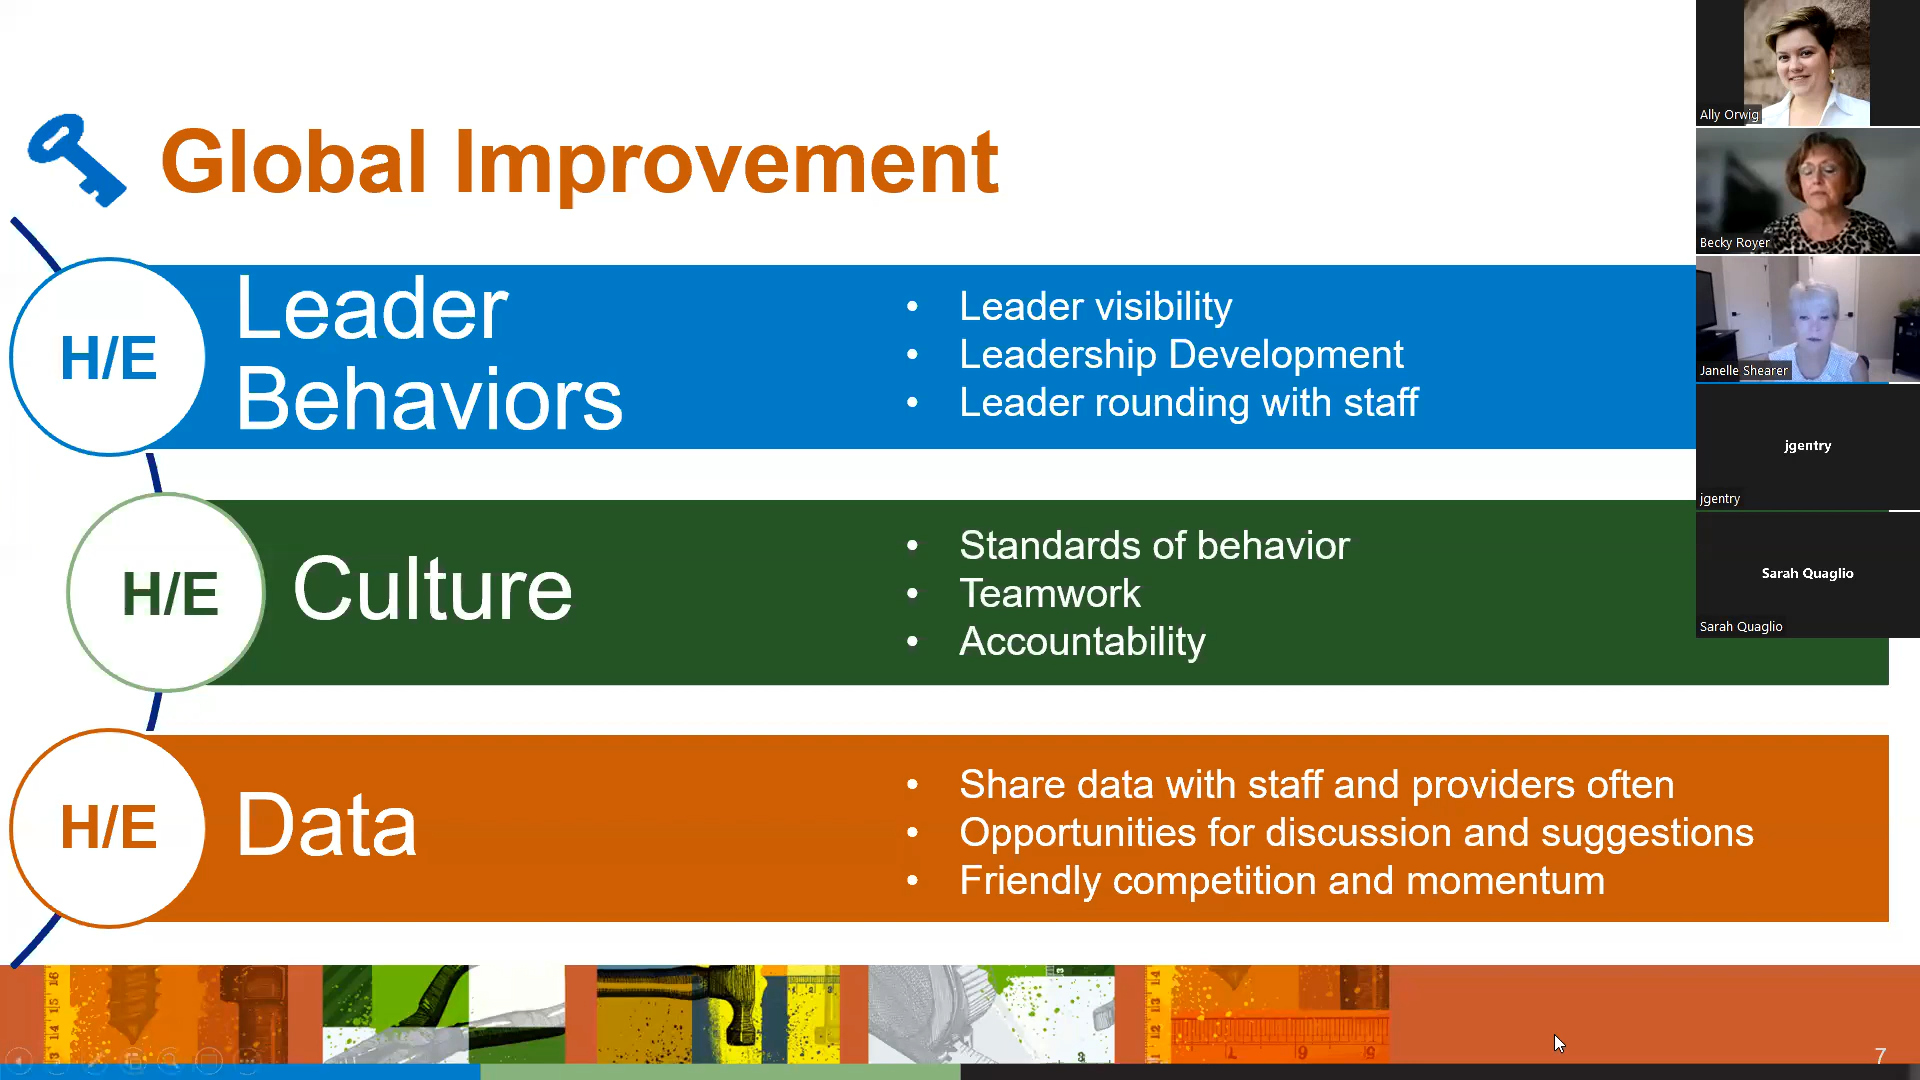 Global Improvement
H/E
Leader
Behaviors
• Leader visibility
• Leadership Development
• Leader rounding with staff
H/E
Culture
• Standards of behavior
• Teamwork
• Accountability
H/E
Data
• Share data with staff and providers often
• Opportunities for discussion and suggestions
• Friendly competition and momentum
7
Ally Orwig
Becky Royer
Janelle Shearer
jgentry
jgentry
Sarah Quaglio
Sarah Quaglio